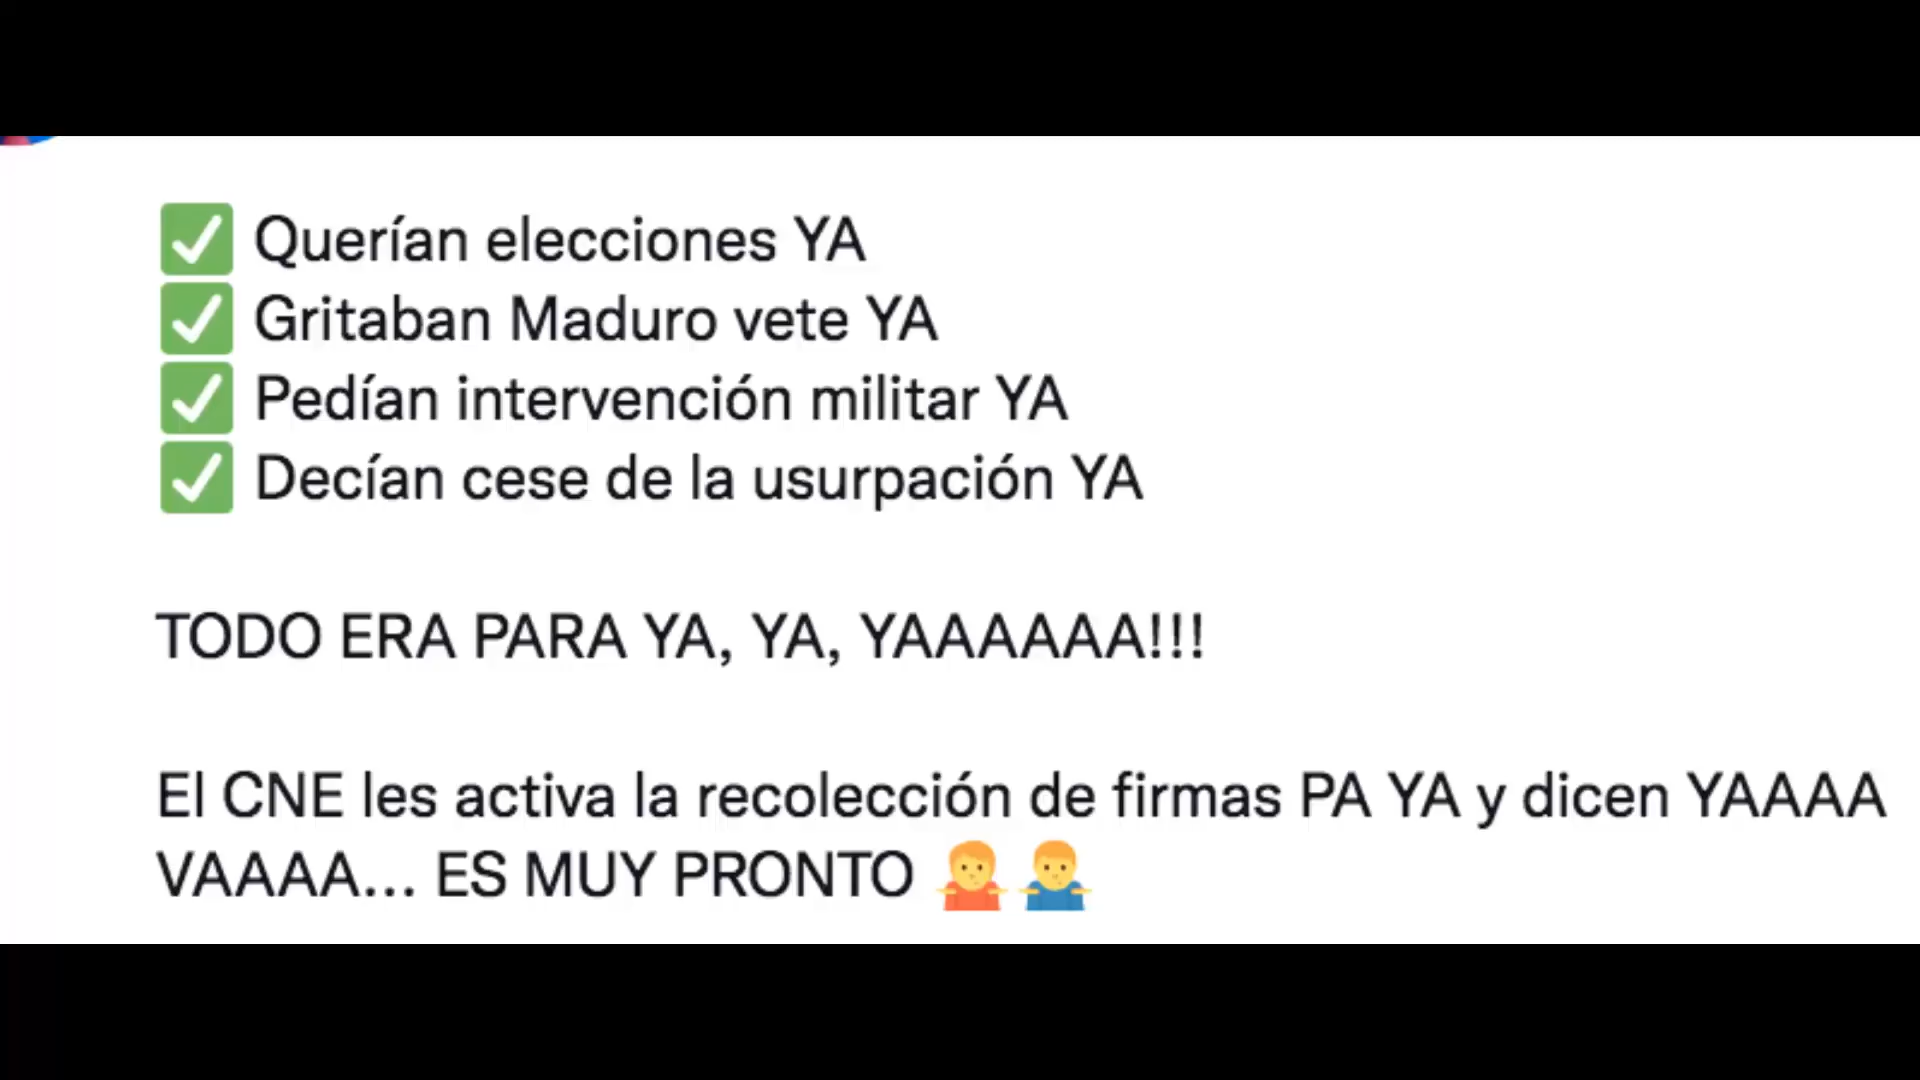 ✅ Querían elecciones YA
✅ Gritaban Maduro vete YA
✅ Pedían intervención militar YA
✅ Decían cese de la usurpación YA
TODO ERA PARA YA, YA, YAAAAAA!!!
El CNE les activa la recolección de firmas PA YA y dicen YAAAA
VAAAA... ES MUY PRONTO 🤷🤷‍♂️